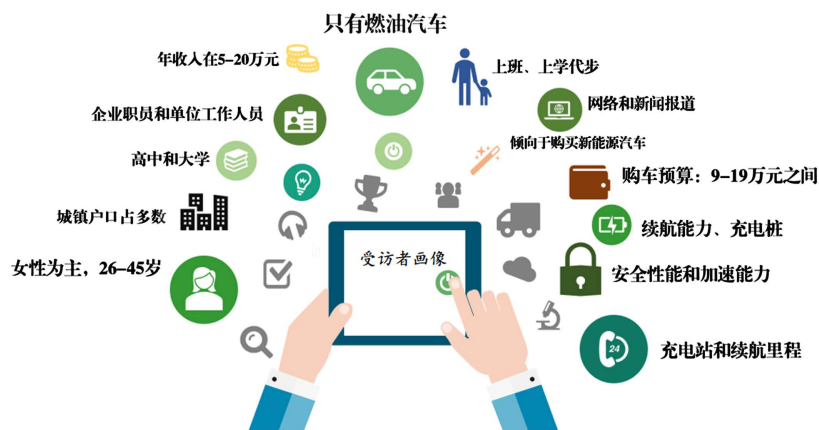 只有燃油汽车
年收入在5-20万元
上班、上学代步
企业职员和单位工作人员
网络和新闻报道
高中和大学
倾向于购买新能源汽车
购车预算：9-19万元之间
城镇户口占多数
续航能力、充电桩
女性为主，26-45岁
受访者画像
安全性能和加速能力
24
充电站和续航里程